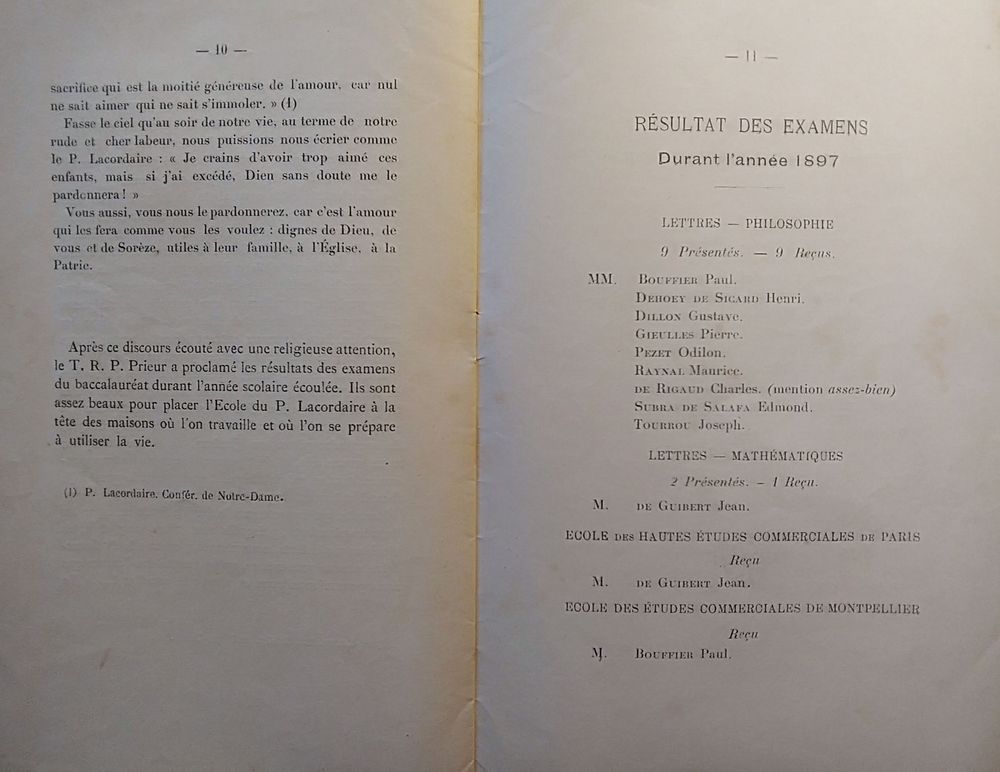 — 10 —
sacrifice qui est la moitié généreuse de l'amour, car nul
ne sait aimer qui ne sait s'immoler. » (1)
Fasse le ciel qu'au soir de notre vie, au terme de notre
rude et cher labeur, nous puissions nous écrier comme
le P. Lacordaire : « Je crains d'avoir trop aimé ces
enfants, mais si j'ai excédé, Dieu sans doute me le
pardonnera ! »
Vous aussi, vous nous le pardonnerez, car c'est l'amour
qui les fera comme vous les voulez : dignes de Dieu, de
vous et de Sorèze, utiles à leur famille, à l'Église, à la
Patrie.
Après ce discours écouté avec une religieuse attention,
le T. R. P. Prieur a proclamé les résultats des examens
du baccalauréat durant l'année scolaire écoulée. Ils sont
assez beaux pour placer l'Ecole du P. Lacordaire à la
tête des maisons où l'on travaille et où l'on se prépare
à utiliser la vie.
(1) P. Lacordaire. Confér. de Notre-Dame.
— 11 —
RÉSULTAT DES EXAMENS
Durant l'année 1897
LETTRES — PHILOSOPHIE
9 Présentés. — 9 Reçus.
MM. BOUFFIER Paul.
DEHOEY DE SICARD Henri.
DILLON Gustave.
GIEULLES Pierre.
PEZET Odilon.
RAYNAL Maurice.
DE RIGAUD Charles. (mention assez-bien)
SUBRA DE SALAFA Edmond.
TOURROU Joseph.
LETTRES — MATHÉMATIQUES
2 Présentés. – 1 Reçu.
M. DE GUIBERT Jean.
ECOLE DES HAUTES ÉTUDES COMMERCIALES DE PARIS
Reçu
M. DE GUIBERT Jean.
ECOLE DES ÉTUDES COMMERCIALES DE MONTPELLIER
Reçu
M. BOUFFIER Paul.